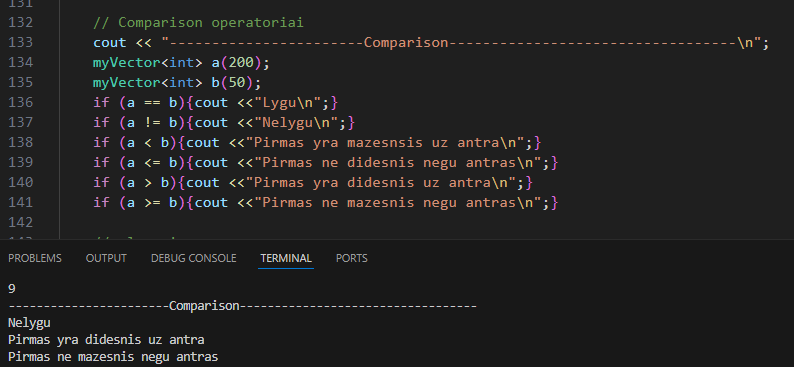 131
132 // Comparison operatoriai
133 cout << "-----------------------Comparison----------------------------------\n";
134 myVector<int> a(200);
135 myVector<int> b(50);
136 if (a == b){cout <<"Lygu\n";}
137 if (a != b){cout <<"Nelygu\n";}
138 if (a < b){cout <<"Pirmas yra mazesnsis uz antra\n";}
139 if (a <= b){cout <<"Pirmas ne didesnis negu antras\n";}
140 if (a > b){cout <<"Pirmas yra didesnis uz antra\n";}
141 if (a >= b){cout <<"Pirmas ne mazesnis negu antras\n";}
142
PROBLEMS OUTPUT DEBUG CONSOLE TERMINAL PORTS
9
-----------------------Comparison----------------------------------
Nelygu
Pirmas yra didesnis uz antra
Pirmas ne mazesnis negu antras